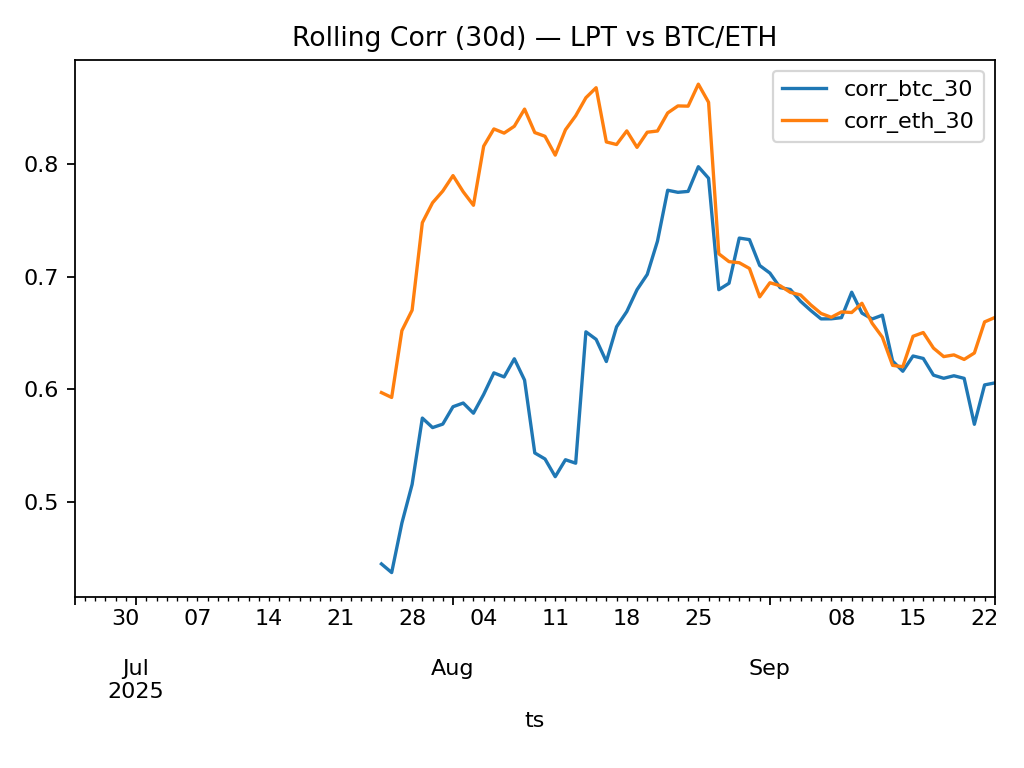 Rolling Corr (30d) — LPT vs BTC/ETH
corr_btc_30
corr_eth_30
0.8
0.7
0.6
0.5
30 07 14 21 28 04 11 18 25 08 15 22
Jul Aug Sep
2025
ts